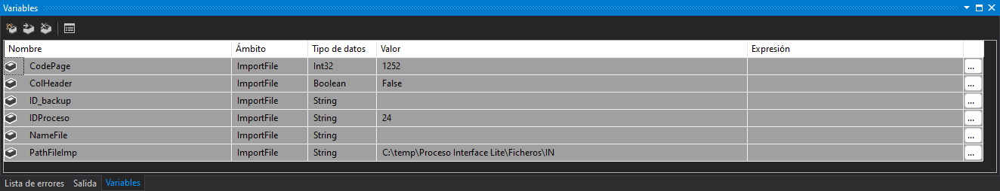 Variables
Nombre Ámbito Tipo de datos Valor Expresión
CodePage ImportFile Int32 1252 ...
ColHeader ImportFile Boolean False ...
ID_backup ImportFile String ...
IDProceso ImportFile String 24 ...
NameFile ImportFile String ...
PathFileImp ImportFile String C:\temp\Proceso Interface Lite\Ficheros\IN ...
Lista de errores Salida Variables